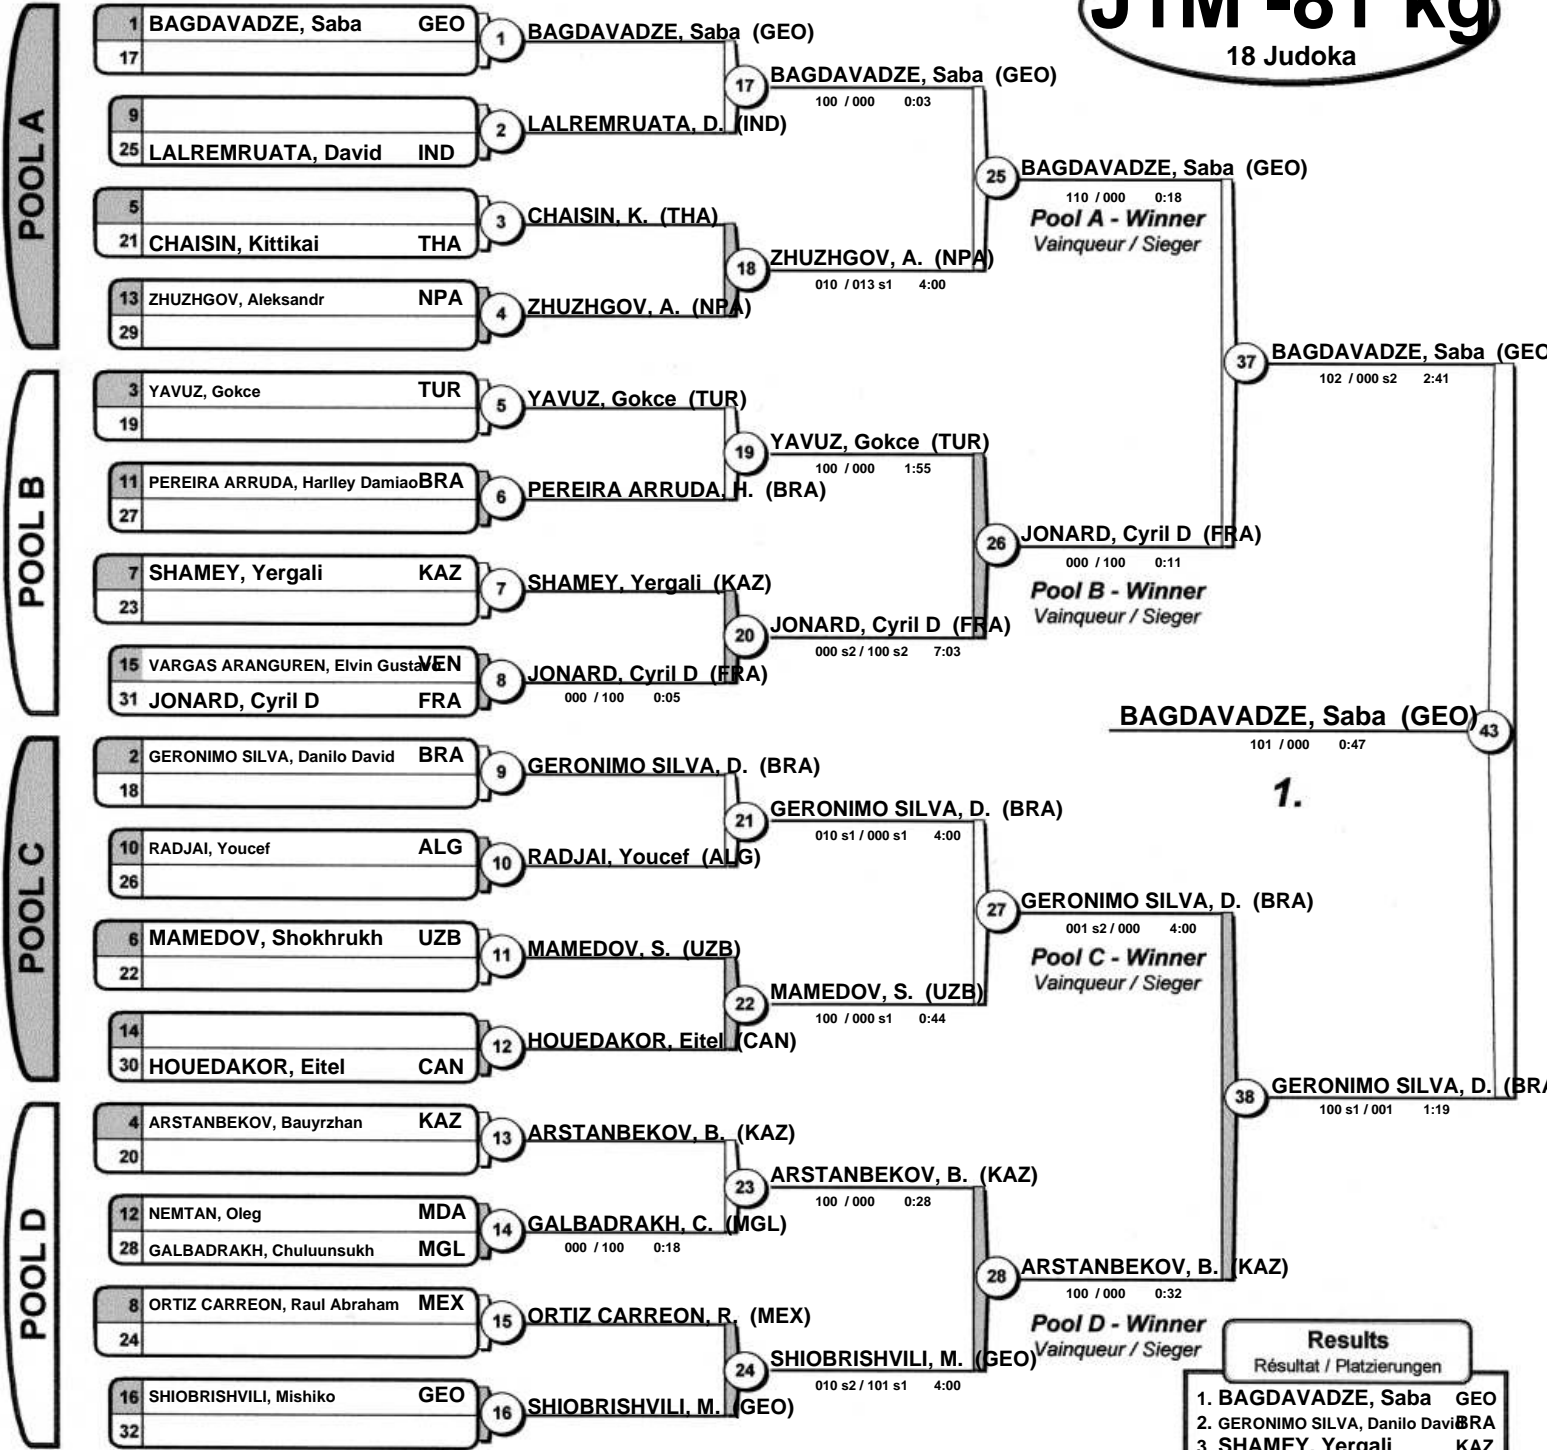 J1M -81 kg
18 Judoka
POOL A
1 BAGDAVADZE, Saba GEO
17
9
25 LALREMRUATA, David IND
5
21 CHAISIN, Kittikai THA
13 ZHUZHGOV, Aleksandr NPA
29
POOL B
3 YAVUZ, Gokce TUR
19
11 PEREIRA ARRUDA, Harlley Damiao BRA
27
7 SHAMEY, Yergali KAZ
23
15 VARGAS ARANGUREN, Elvin Gustavo VEN
31 JONARD, Cyril D FRA
POOL C
2 GERONIMO SILVA, Danilo David BRA
18
10 RADJAI, Youcef ALG
26
6 MAMEDOV, Shokhrukh UZB
22
14
30 HOUEDAKOR, Eitel CAN
POOL D
4 ARSTANBEKOV, Bauyrzhan KAZ
20
12 NEMTAN, Oleg MDA
28 GALBADRAKH, Chuluunsukh MGL
8 ORTIZ CARREON, Raul Abraham MEX
24
16 SHIOBRISHVILI, Mishiko GEO
32
1 BAGDAVADZE, Saba (GEO)
2 LALREMRUATA, D. (IND)
3 CHAISIN, K. (THA)
4 ZHUZHGOV, A. (NPA)
5 YAVUZ, Gokce (TUR)
6 PEREIRA ARRUDA, H. (BRA)
7 SHAMEY, Yergali (KAZ)
8 JONARD, Cyril D (FRA)
000 / 100 0:05
9 GERONIMO SILVA, D. (BRA)
10 RADJAI, Youcef (ALG)
11 MAMEDOV, S. (UZB)
12 HOUEDAKOR, Eitel (CAN)
13 ARSTANBEKOV, B. (KAZ)
14 GALBADRAKH, C. (MGL)
000 / 100 0:18
15 ORTIZ CARREON, R. (MEX)
16 SHIOBRISHVILI, M. (GEO)
17 BAGDAVADZE, Saba (GEO)
100 / 000 0:03
18 ZHUZHGOV, A. (NPA)
010 / 013 s1 4:00
19 YAVUZ, Gokce (TUR)
100 / 000 1:55
20 JONARD, Cyril D (FRA)
000 s2 / 100 s2 7:03
21 GERONIMO SILVA, D. (BRA)
010 s1 / 000 s1 4:00
22 MAMEDOV, S. (UZB)
100 / 000 s1 0:44
23 ARSTANBEKOV, B. (KAZ)
100 / 000 0:28
24 SHIOBRISHVILI, M. (GEO)
010 s2 / 101 s1 4:00
25 BAGDAVADZE, Saba (GEO)
110 / 000 0:18
Pool A - Winner
Vainqueur / Sieger
26 JONARD, Cyril D (FRA)
000 / 100 0:11
Pool B - Winner
Vainqueur / Sieger
27 GERONIMO SILVA, D. (BRA)
001 s2 / 000 4:00
Pool C - Winner
Vainqueur / Sieger
28 ARSTANBEKOV, B. (KAZ)
100 / 000 0:32
Pool D - Winner
Vainqueur / Sieger
37 BAGDAVADZE, Saba (GEO
102 / 000 s2 2:41
38 GERONIMO SILVA, D. (BRA
100 s1 / 001 1:19
BAGDAVADZE, Saba (GEO) 43
101 / 000 0:47
1.
Results
Résultat / Platzierungen
1. BAGDAVADZE, Saba GEO
2. GERONIMO SILVA, Danilo David BRA
3. SHAMEY, Yergali KAZ